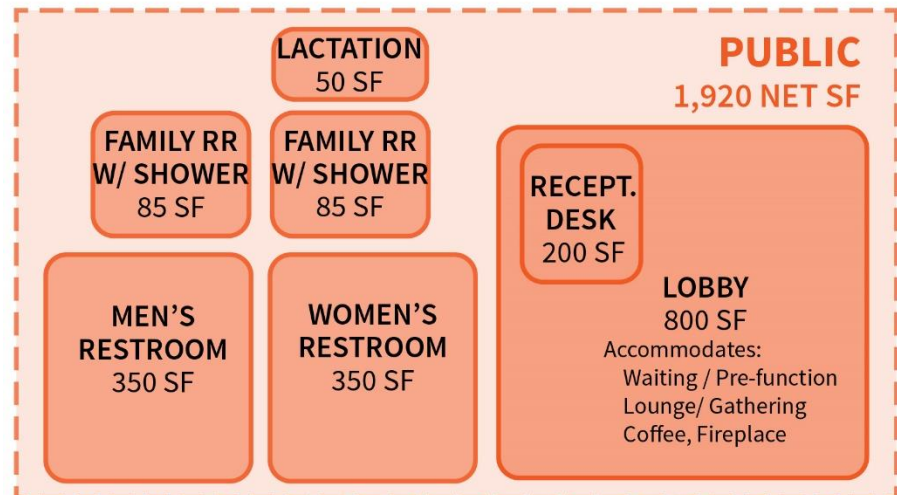 PUBLIC
1,920 NET SF
LACTATION
50 SF
FAMILY RR
W/ SHOWER
85 SF
FAMILY RR
W/ SHOWER
85 SF
MEN’S
RESTROOM
350 SF
WOMEN’S
RESTROOM
350 SF
RECEPT.
DESK
200 SF
LOBBY
800 SF
Accommodates:
Waiting / Pre-function
Lounge/ Gathering
Coffee, Fireplace